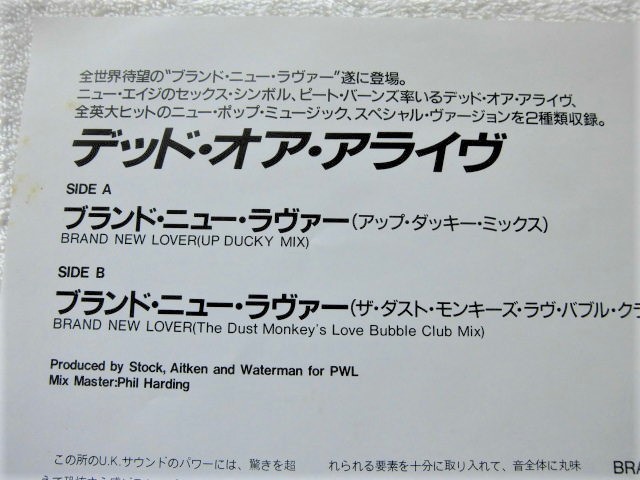 全世界待望の"ブランド・ニュー・ラヴァー"遂に登場。
ニュー・エイジのセックス・シンボル、ピート・バーンズ率いるデッド・オア・アライヴ、
全英大ヒットのニュー・ポップ・ミュージック、スペシャル・ヴァージョンを2種類収録。
デッド・オア・アライヴ
SIDE A
ブランド・ニュー・ラヴァー(アップ・ダッキー・ミックス)
BRAND NEW LOVER(UP DUCKY MIX)
SIDE B
ブランド・ニュー・ラヴァー(ザ・ダスト・モンキーズ・ラヴ・バブル・クラ
BRAND NEW LOVER(The Dust Monkey's Love Bubble Club Mix)
Produced by Stock, Aitken and Waterman for PWL
Mix Master:Phil Harding
この所のU.K.サウンドのパワーには、驚きを超
れられる要素を十分に取り入れて、音全体に丸味
BRA